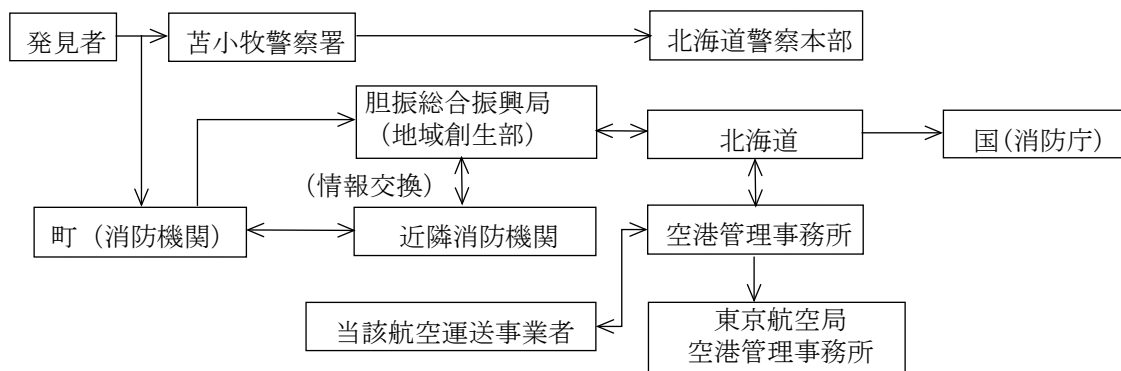 発見者
苫小牧警察署
北海道警察本部
胆振総合振興局
（地域創生部）
北海道
国（消防庁）
（情報交換）
町（消防機関）
近隣消防機関
空港管理事務所
当該航空運送事業者
東京航空局
空港管理事務所